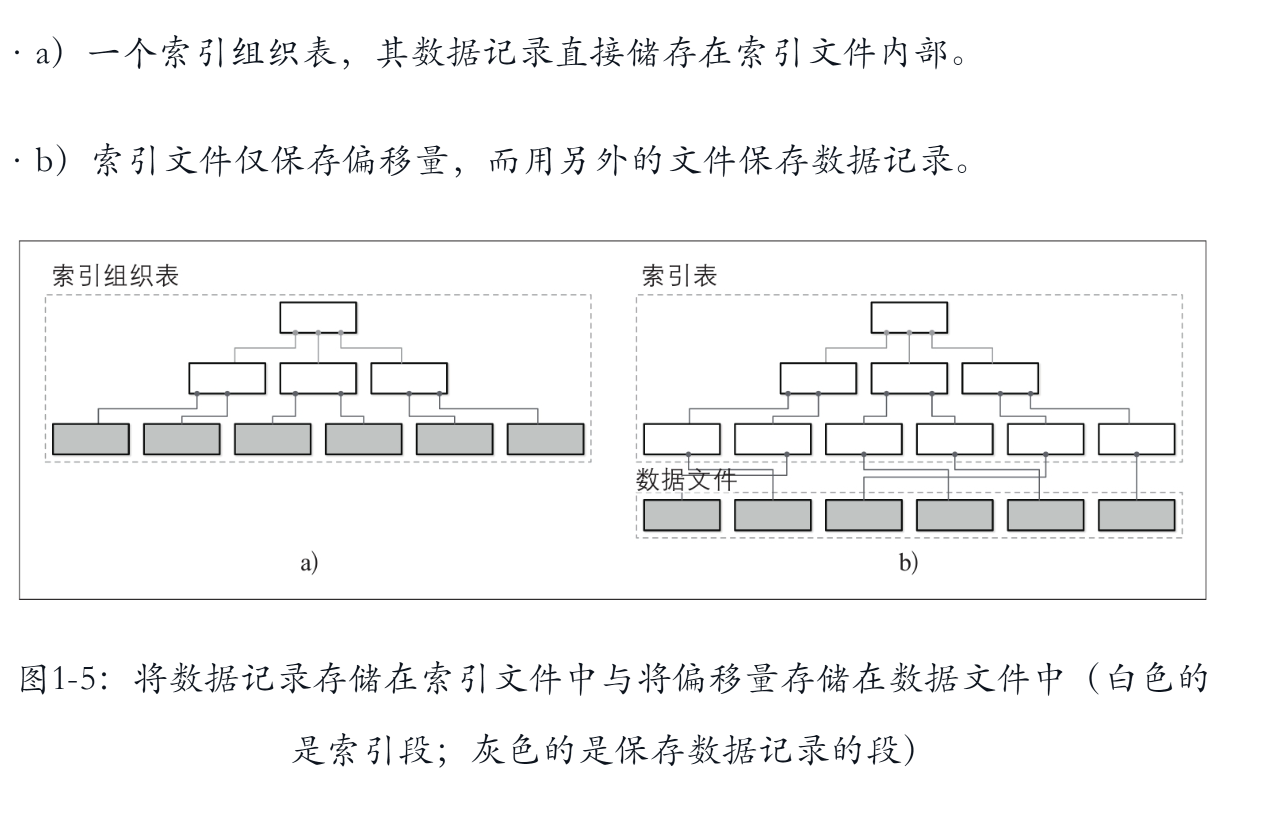 · a）一个索引组织表，其数据记录直接储存在索引文件内部。
· b）索引文件仅保存偏移量，而用另外的文件保存数据记录。
索引组织表
索引表
数据文件
a)
b)
图1-5：将数据记录存储在索引文件中与将偏移量存储在数据文件中（白色的
是索引段；灰色的是保存数据记录的段）